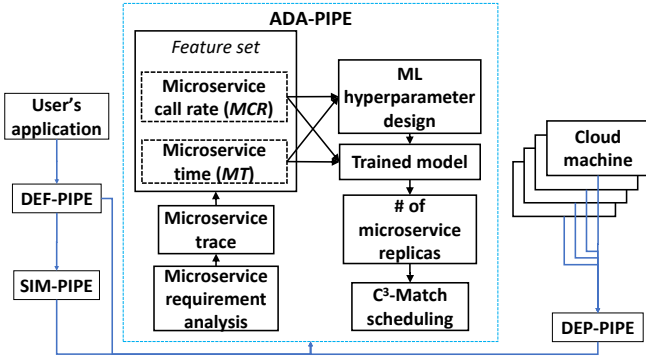 ADA-PIPE
Feature set
Microservice
call rate (MCR)
Microservice
time (MT)
Microservice
trace
Microservice
requirement
analysis
ML
hyperparameter
design
Trained model
# of
microservice
replicas
C³-Match
scheduling
User's
application
DEF-PIPE
SIM-PIPE
Cloud
machine
DEP-PIPE